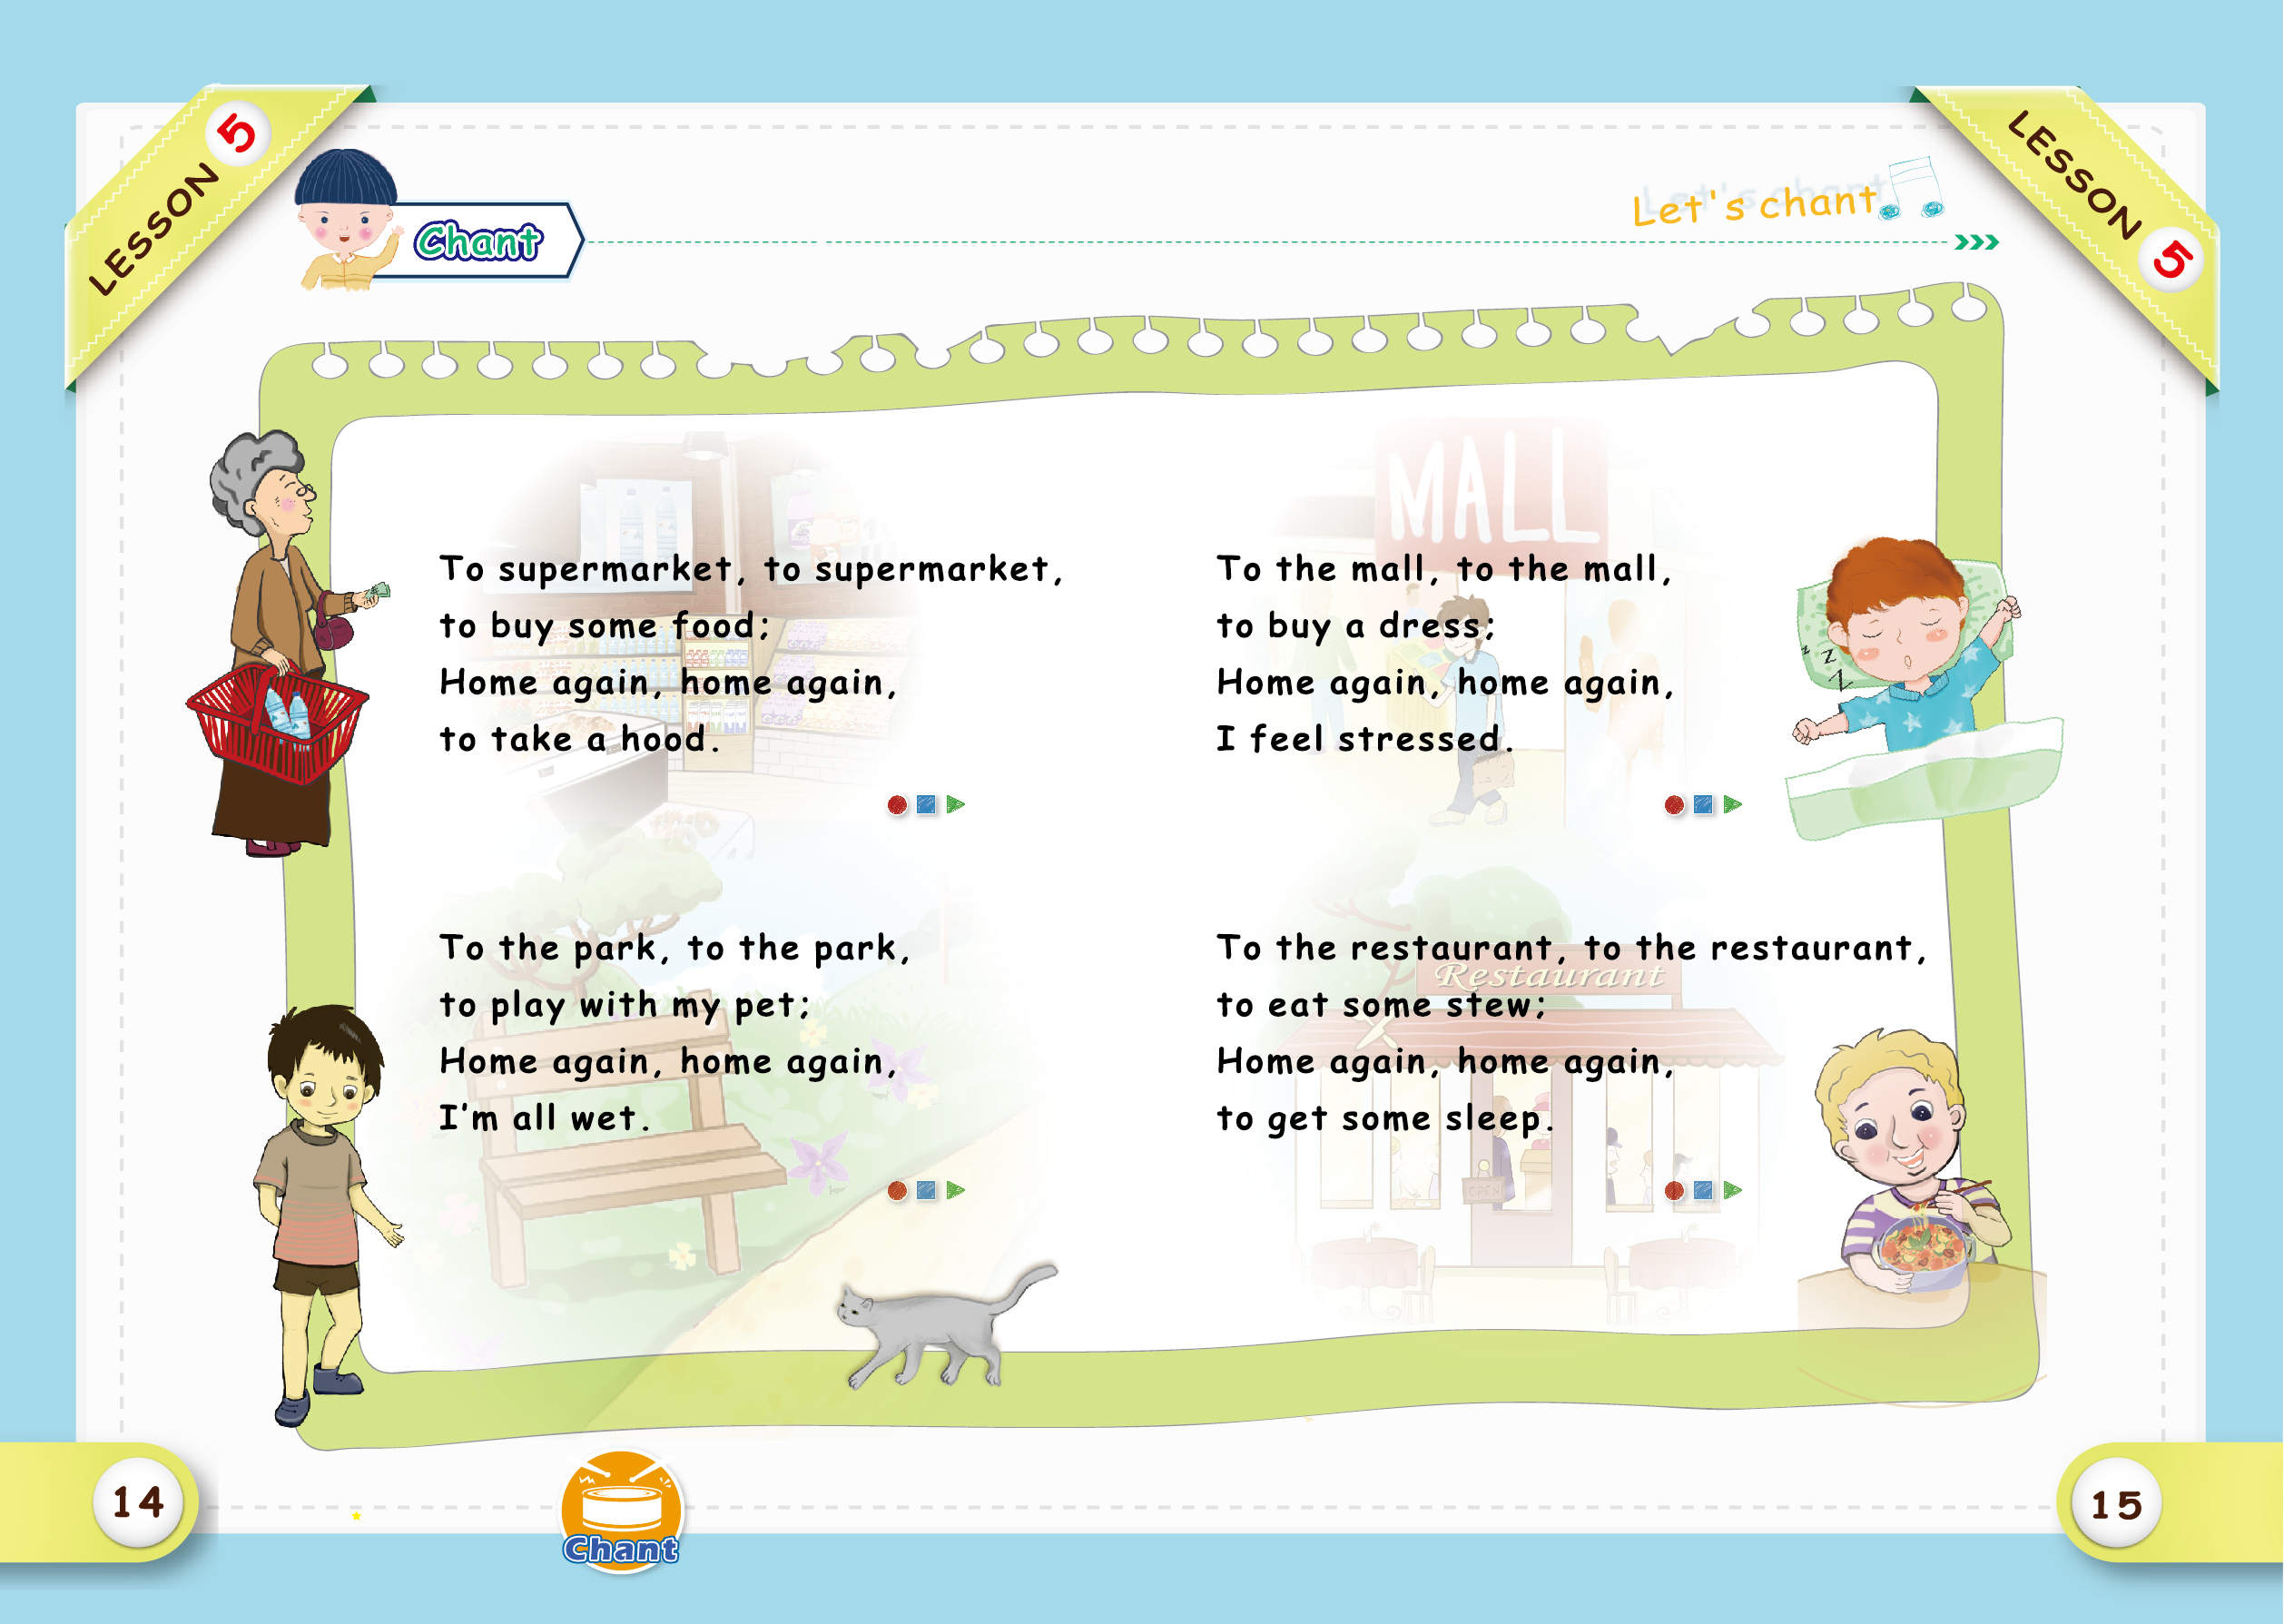 LESSON 5
LESSON 5
Chant
Let's chant
To supermarket, to supermarket,
to buy some food;
Home again, home again,
to take a hood.
MALL
To the mall, to the mall,
to buy a dress;
Home again, home again,
I feel stressed.
z z Z
To the park, to the park,
to play with my pet;
Home again, home again,
I'm all wet.
To the restaurant, to the restaurant,
Restaurant
to eat some stew;
Home again, home again,
to get some sleep.
OPEN
14
Chant
15